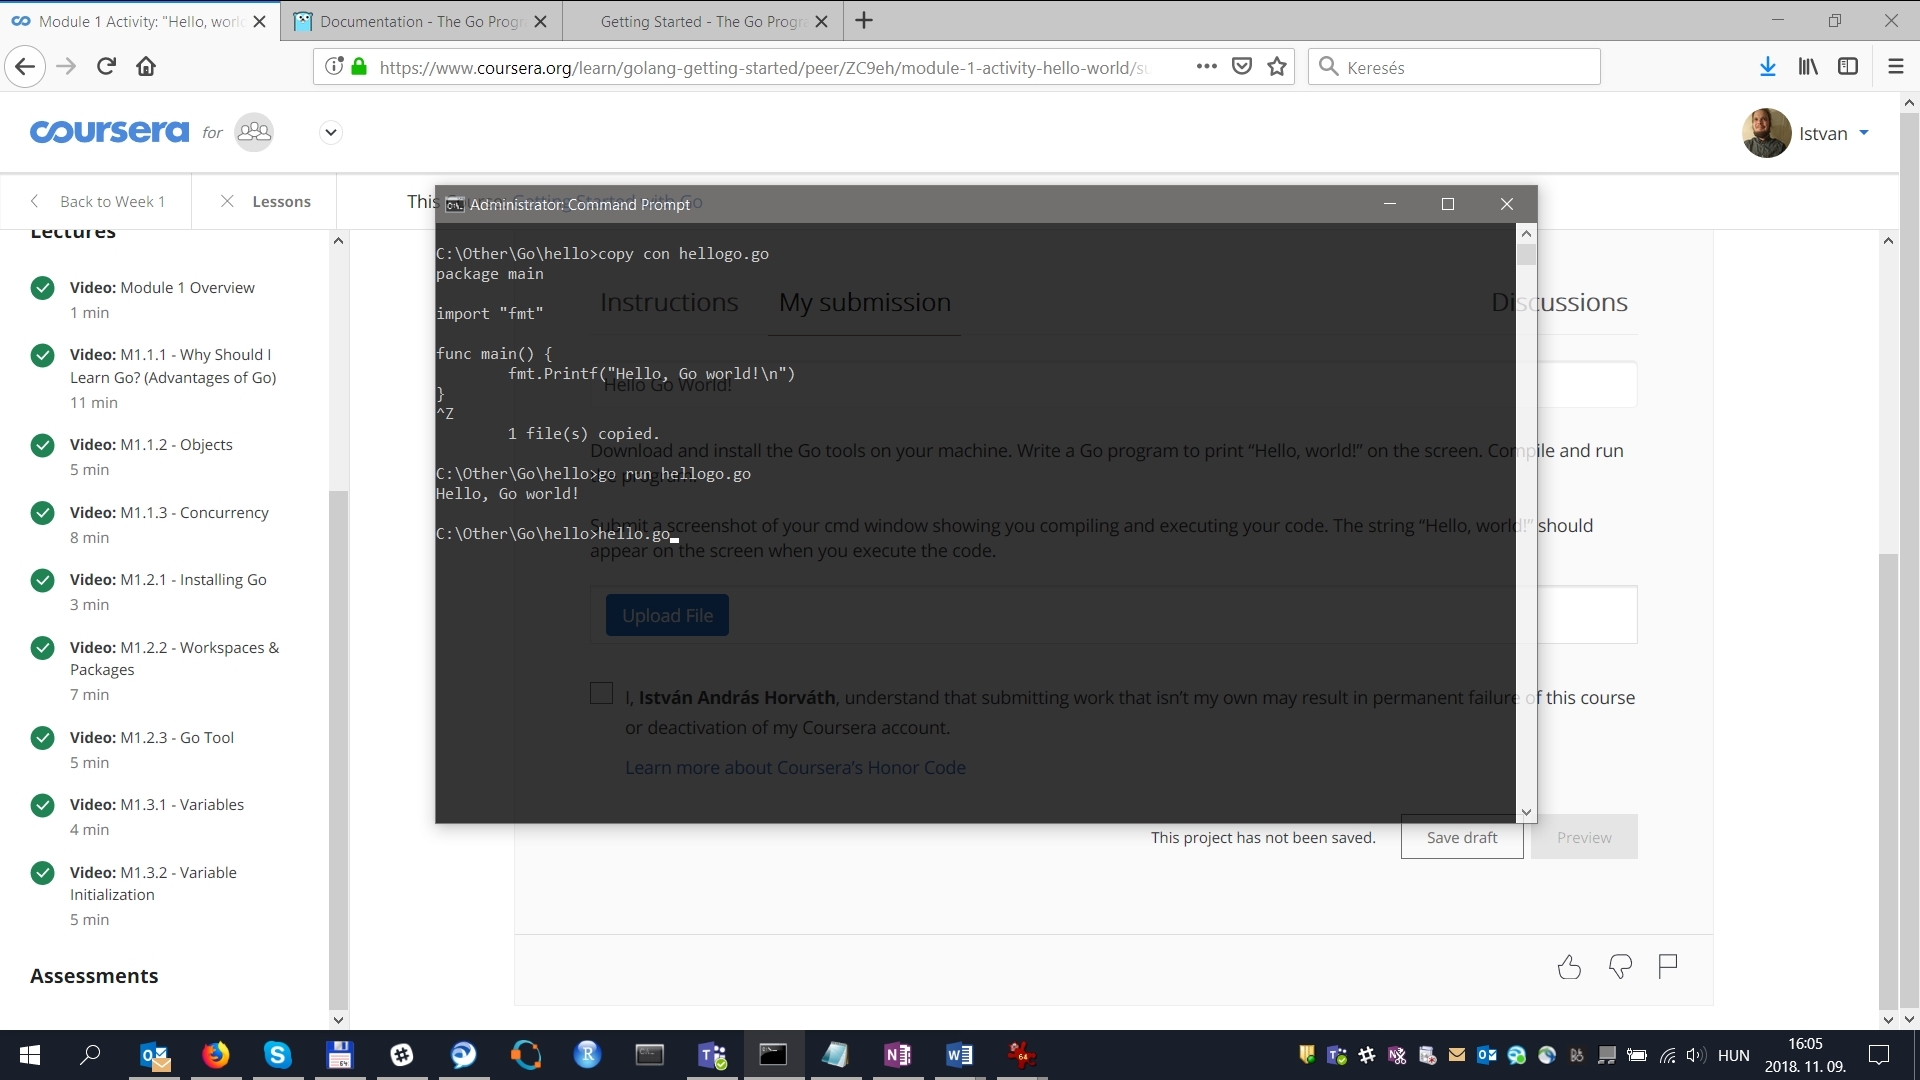 Module 1 Activity: "Hello, worl
Documentation - The Go Progr
Getting Started - The Go Progr
https://www.coursera.org/learn/golang-getting-started/peer/ZC9eh/module-1-activity-hello-world/su
Keresés
coursera for
Istvan
Back to Week 1
Lessons
This Course: Getting Started with Go
Lectures
Video: Module 1 Overview
1 min
Video: M1.1.1 - Why Should I
Learn Go? (Advantages of Go)
11 min
Video: M1.1.2 - Objects
5 min
Video: M1.1.3 - Concurrency
8 min
Video: M1.2.1 - Installing Go
3 min
Video: M1.2.2 - Workspaces &
Packages
7 min
Video: M1.2.3 - Go Tool
5 min
Video: M1.3.1 - Variables
4 min
Video: M1.3.2 - Variable
Initialization
5 min
Assessments
Administrator: Command Prompt
C:\Other\Go\hello>copy con hellogo.go
package main
import "fmt"
func main() {
fmt.Printf("Hello, Go world!\n")
}
^Z
1 file(s) copied.
C:\Other\Go\hello>go run hellogo.go
Hello, Go world!
C:\Other\Go\hello>hello.go
Instructions
My submission
Discussions
Hello Go World!
Download and install the Go tools on your machine. Write a Go program to print “Hello, world!” on the screen. Compile and run
the program.
Submit a screenshot of your cmd window showing you compiling and executing your code. The string “Hello, world!” should
appear on the screen when you execute the code.
Upload File
I, István András Horváth, understand that submitting work that isn’t my own may result in permanent failure of this course
or deactivation of my Coursera account.
Learn more about Coursera’s Honor Code
This project has not been saved.
Save draft
Preview
HUN
16:05
2018. 11. 09.